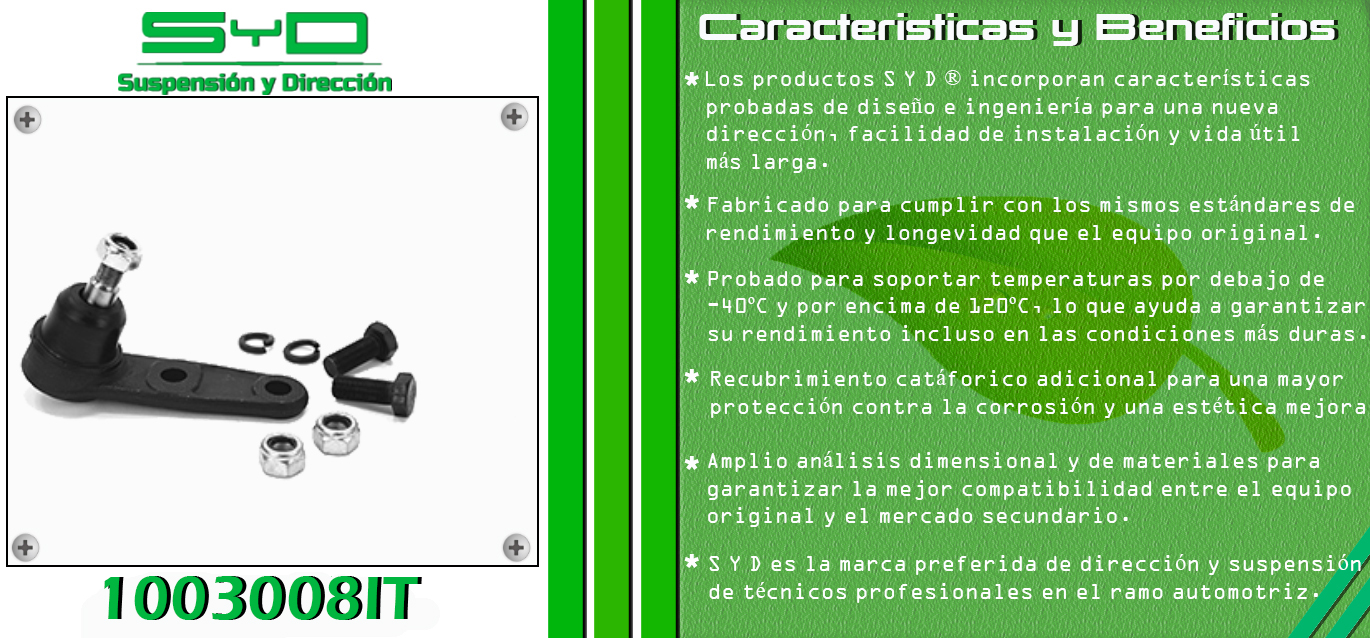 SYD
Suspensión y Dirección
1003008IT
Caracteristicas y Beneficios
* Los productos S Y D ® incorporan características
probadas de diseño e ingeniería para una nueva
dirección, facilidad de instalación y vida útil
más larga.
* Fabricado para cumplir con los mismos estándares de
rendimiento y longevidad que el equipo original.
* Probado para soportar temperaturas por debajo de
-40°C y por encima de 120°C, lo que ayuda a garantizar
su rendimiento incluso en las condiciones más duras.
* Recubrimiento catáforico adicional para una mayor
protección contra la corrosión y una estética mejora
* Amplio análisis dimensional y de materiales para
garantizar la mejor compatibilidad entre el equipo
original y el mercado secundario.
* S Y D es la marca preferida de dirección y suspensión
de técnicos profesionales en el ramo automotriz.